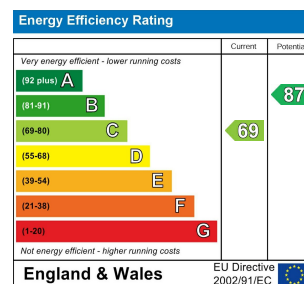 Energy Efficiency Rating
Current Potentia
Very energy efficient - lower running costs
(92 plus) A
(81-91) B
87
(69-80) C 69
(55-68) D
(39-54) E
(21-38) F
(1-20) G
Not energy efficient - higher running costs
England & Wales
EU Directive
2002/91/EC